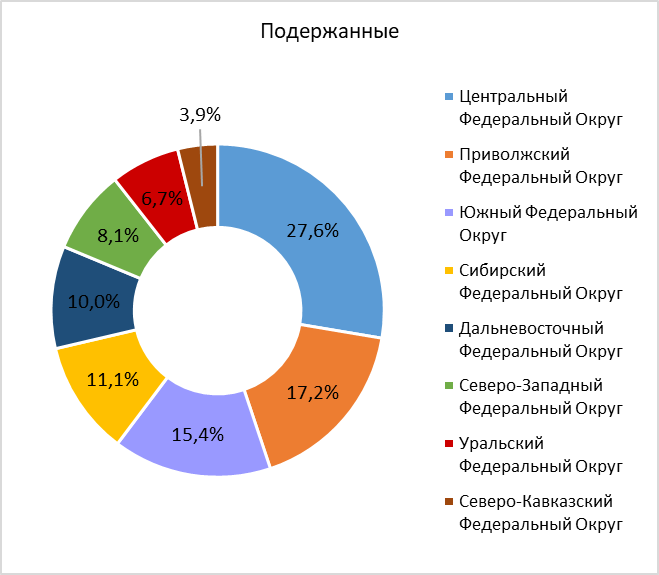 Подержанные
3,9%
27,6%
17,2%
15,4%
11,1%
10,0%
8,1%
6,7%
Центральный
Федеральный Округ
Приволжский
Федеральный Округ
Южный Федеральный
Округ
Сибирский
Федеральный Округ
Дальневосточный
Федеральный Округ
Северо-Западный
Федеральный Округ
Уральский
Федеральный Округ
Северо-Кавказский
Федеральный Округ